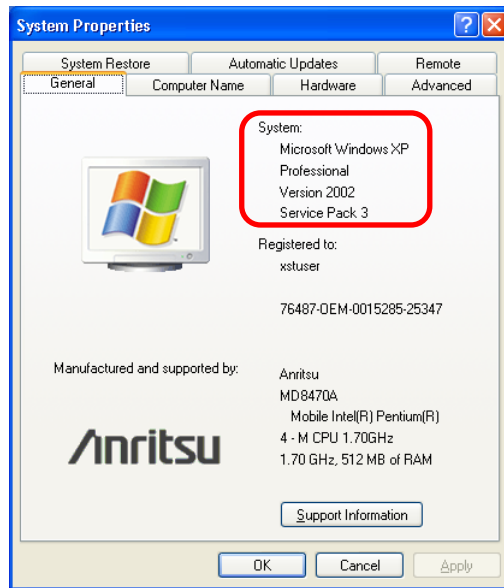 System Properties
System Restore
Automatic Updates
Remote
General
Computer Name
Hardware
Advanced
System:
Microsoft Windows XP
Professional
Version 2002
Service Pack 3
Registered to:
xstuser
76487-OEM-0015285-25347
Manufactured and supported by:
Anritsu
MD8470A
Mobile Intel(R) Pentium(R)
4 - M CPU 1.70GHz
1.70 GHz, 512 MB of RAM
Anritsu
Support Information
OK
Cancel
Apply